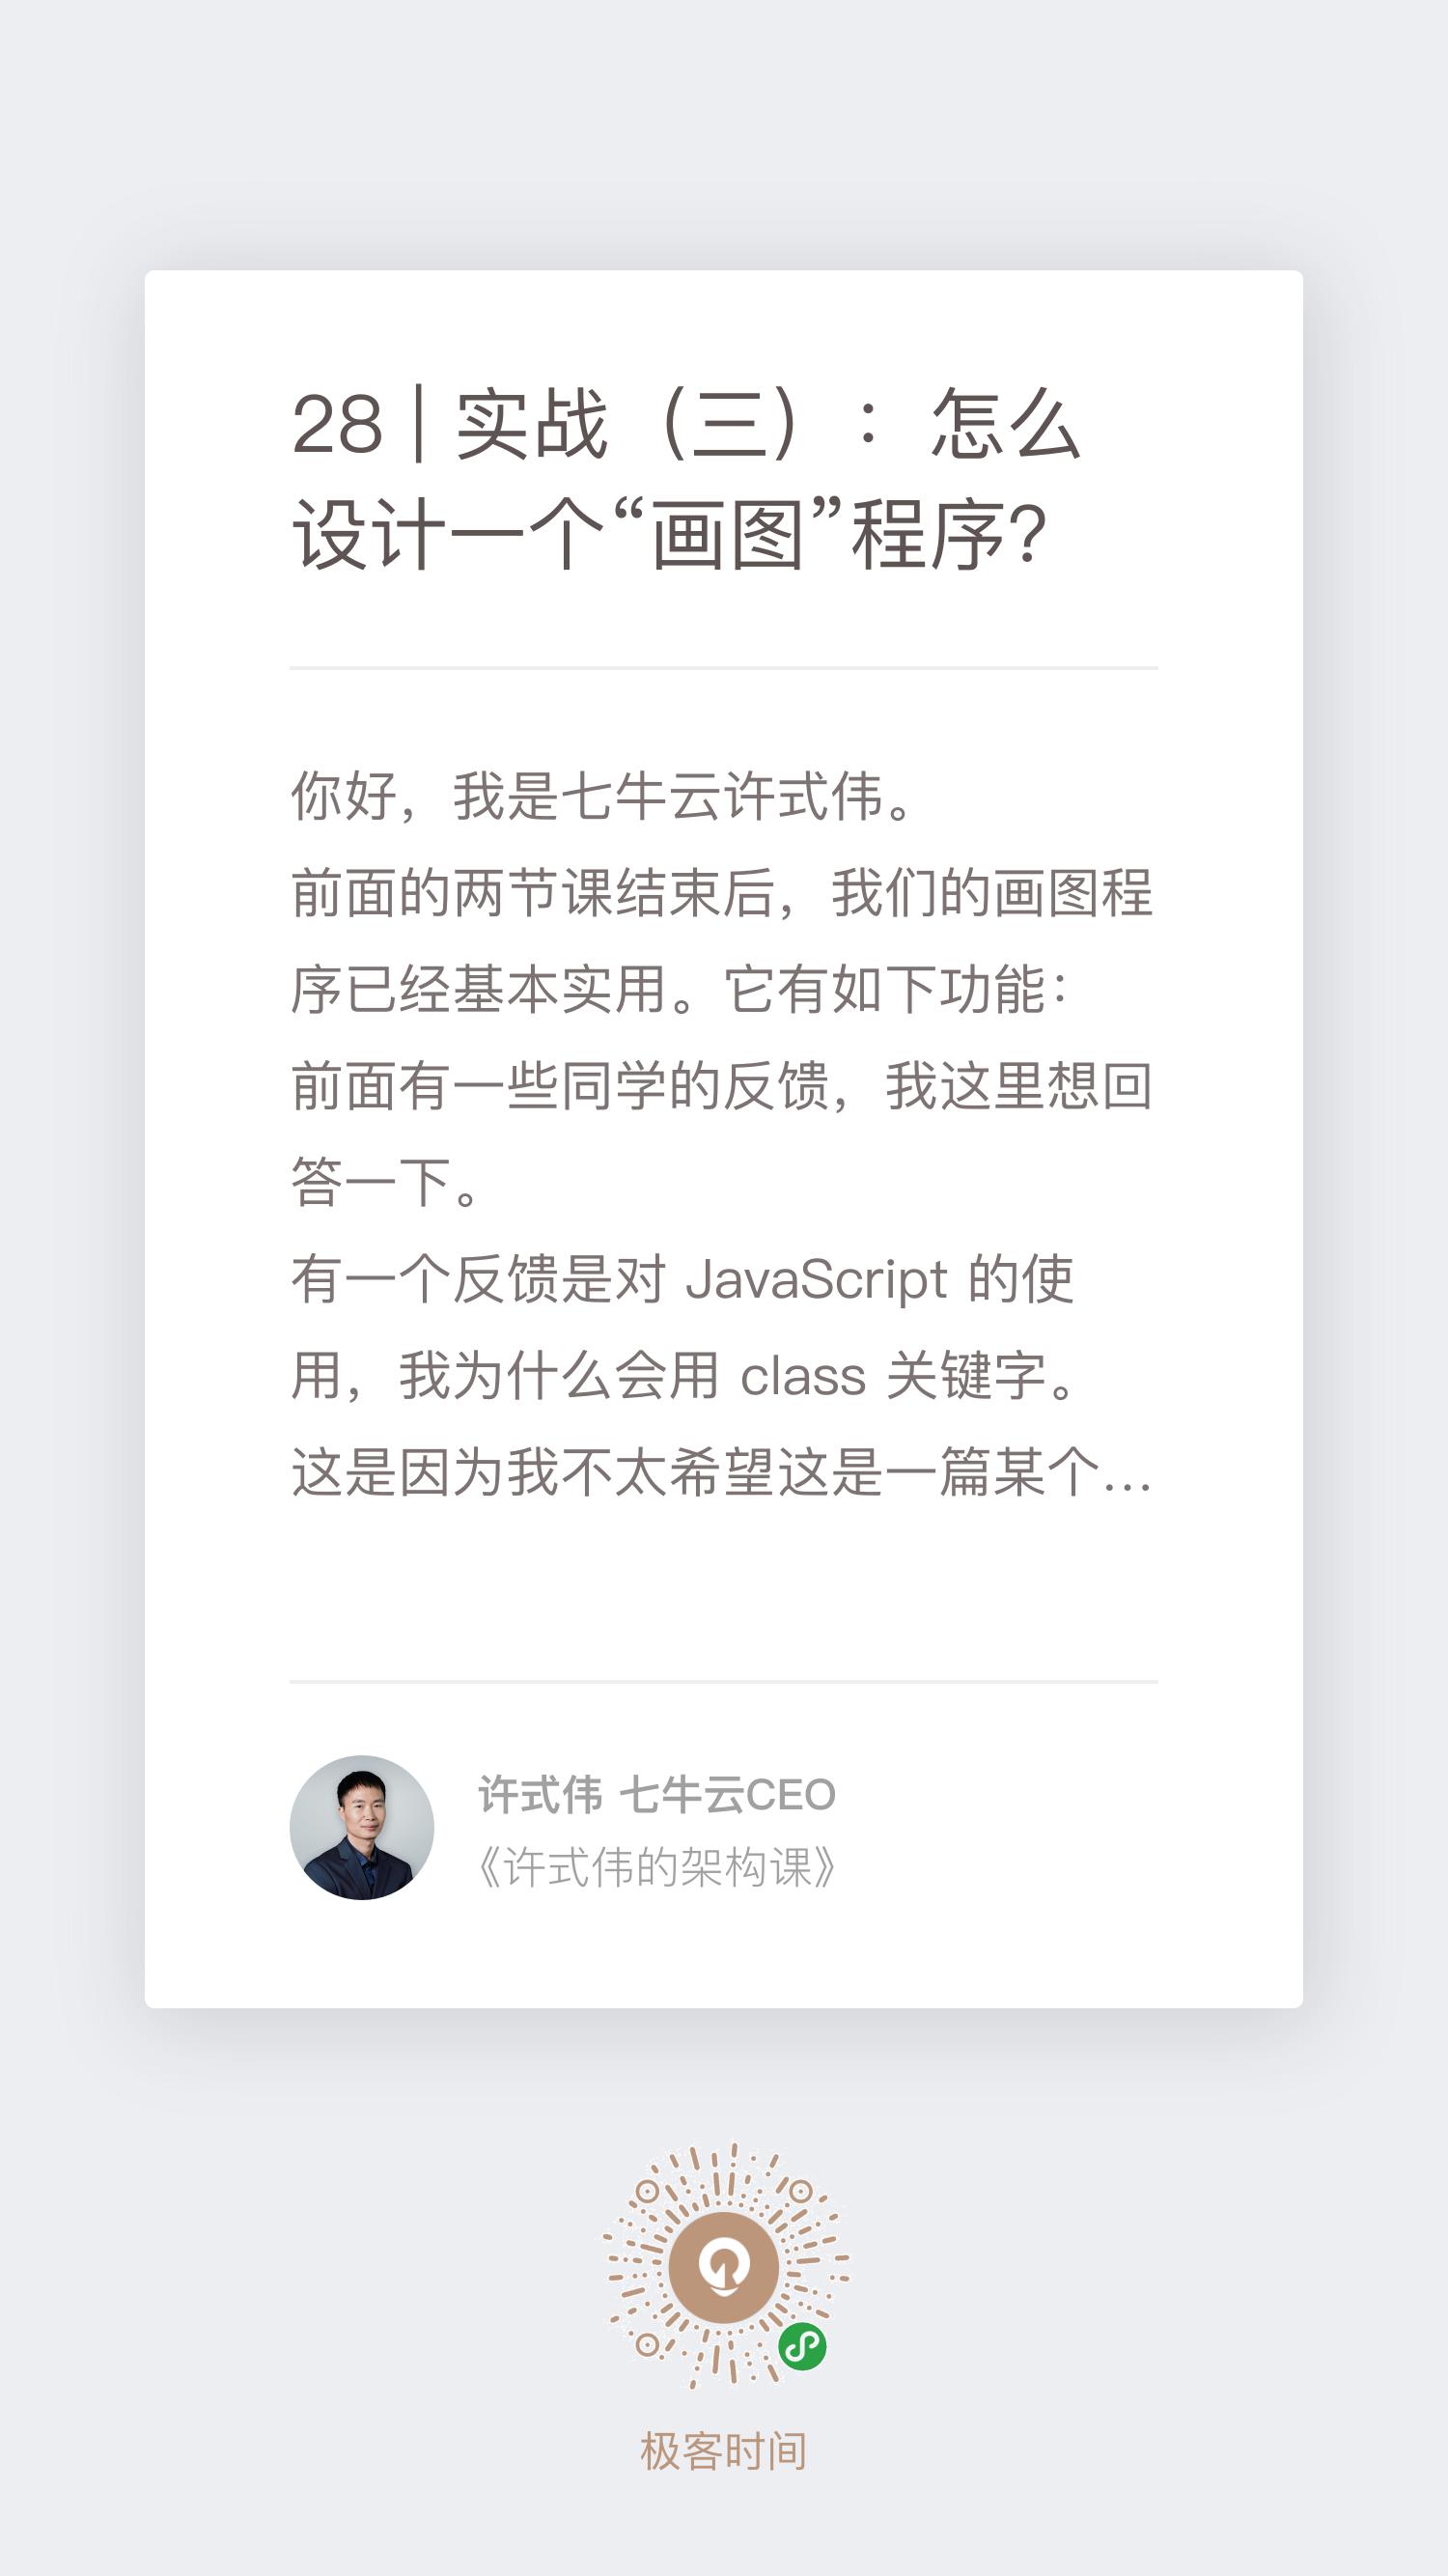 28 | 实战（三）：怎么
设计一个“画图”程序?
你好，我是七牛云许式伟。
前面的两节课结束后，我们的画图程
序已经基本实用。它有如下功能：
前面有一些同学的反馈，我这里想回
答一下。
有一个反馈是对 JavaScript 的使
用，我为什么会用 class 关键字。
这是因为我不太希望这是一篇某个...
许式伟 七牛云CEO
《许式伟的架构课》
极客时间